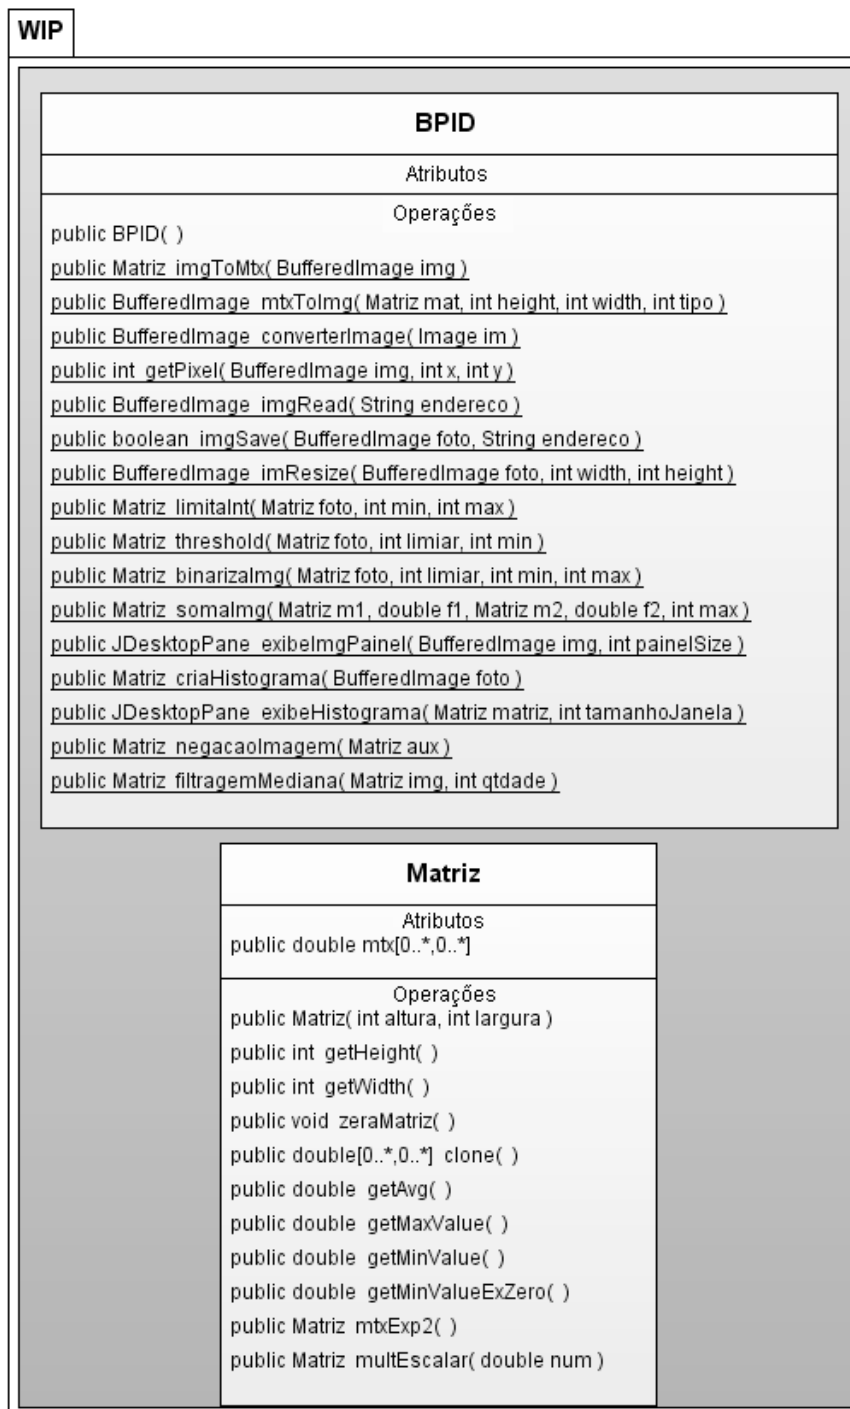 WIP
BPID
Atributos
Operações
public BPID( )
public Matriz imgToMtx( BufferedImage img )
public BufferedImage mtxToImg( Matriz mat, int height, int width, int tipo )
public BufferedImage converterImage( Image im )
public int getPixel( BufferedImage img, int x, int y )
public BufferedImage imgRead( String endereco )
public boolean imgSave( BufferedImage foto, String endereco )
public BufferedImage imResize( BufferedImage foto, int width, int height )
public Matriz limitaInt( Matriz foto, int min, int max )
public Matriz threshold( Matriz foto, int limiar, int min )
public Matriz binarizaImg( Matriz foto, int limiar, int min, int max )
public Matriz somaImg( Matriz m1, double f1, Matriz m2, double f2, int max )
public JDesktopPane exibeImgPainel( BufferedImage img, int painelSize )
public Matriz criaHistograma( BufferedImage foto )
public JDesktopPane exibeHistograma( Matriz matriz, int tamanhoJanela )
public Matriz negacaoImagem( Matriz aux )
public Matriz filtragemMediana( Matriz img, int qtdade )
Matriz
Atributos
public double mtx[0..*,0..*]
Operações
public Matriz( int altura, int largura )
public int getHeight( )
public int getWidth( )
public void zeraMatriz( )
public double[0..*,0..*] clone( )
public double getAvg( )
public double getMaxValue( )
public double getMinValue( )
public double getMinValueExZero( )
public Matriz mtxExp2( )
public Matriz multEscalar( double num )